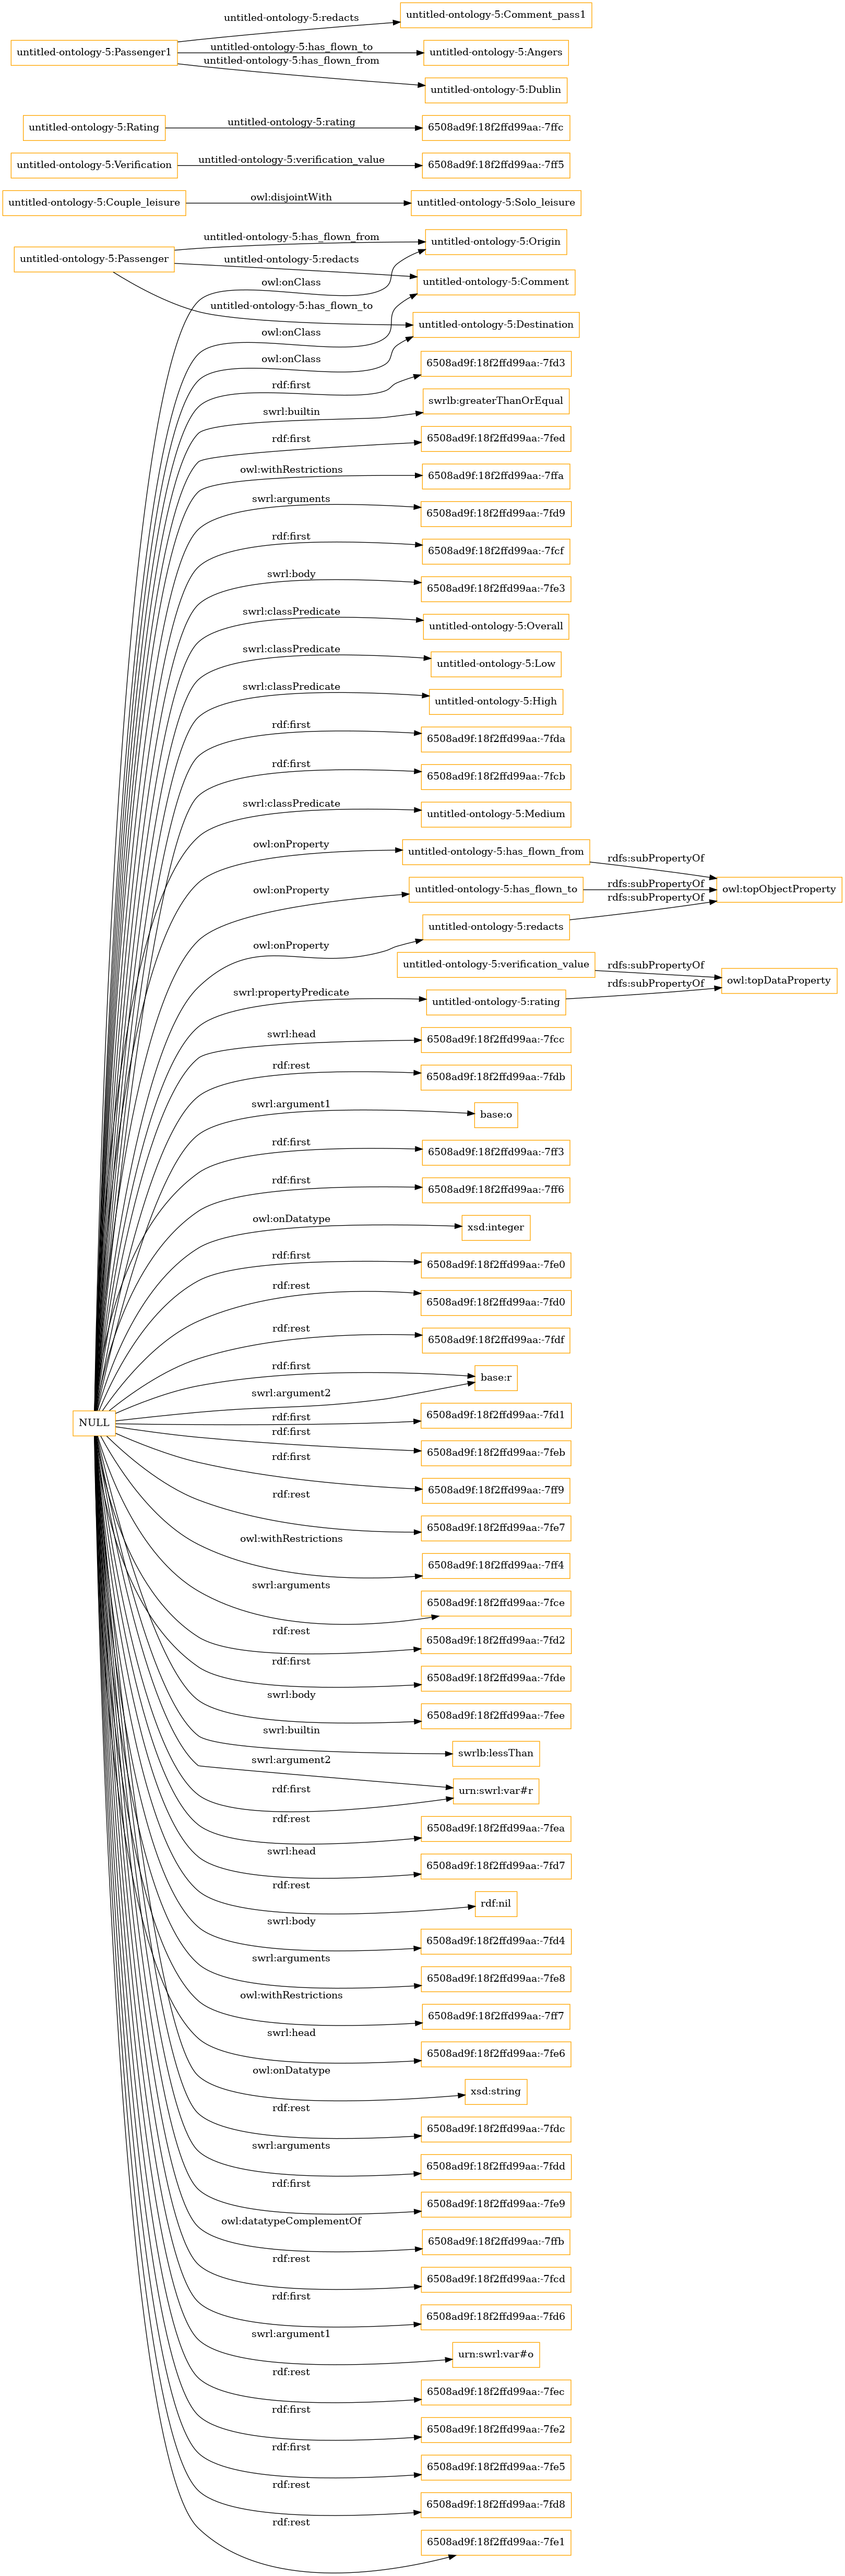 untitled-ontology-5:redacts
untitled-ontology-5:Comment_pass1
untitled-ontology-5:Passenger1
untitled-ontology-5:has_flown_to
untitled-ontology-5:Angers
untitled-ontology-5:has_flown_from
untitled-ontology-5:Dublin
untitled-ontology-5:Rating
untitled-ontology-5:rating
6508ad9f:18f2ffd99aa:-7ffc
untitled-ontology-5:Verification
untitled-ontology-5:verification_value
6508ad9f:18f2ffd99aa:-7ff5
untitled-ontology-5:Couple_leisure
owl:disjointWith
untitled-ontology-5:Solo_leisure
untitled-ontology-5:Passenger
untitled-ontology-5:has_flown_from
untitled-ontology-5:Origin
untitled-ontology-5:redacts
owl:onClass
untitled-ontology-5:Comment
untitled-ontology-5:has_flown_to
untitled-ontology-5:Destination
owl:onClass
owl:onClass
6508ad9f:18f2ffd99aa:-7fd3
rdf:first
swrlb:greaterThanOrEqual
swrl:builtin
6508ad9f:18f2ffd99aa:-7fed
rdf:first
6508ad9f:18f2ffd99aa:-7ffa
owl:withRestrictions
6508ad9f:18f2ffd99aa:-7fd9
swrl:arguments
6508ad9f:18f2ffd99aa:-7fcf
rdf:first
6508ad9f:18f2ffd99aa:-7fe3
swrl:body
untitled-ontology-5:Overall
swrl:classPredicate
untitled-ontology-5:Low
swrl:classPredicate
untitled-ontology-5:High
swrl:classPredicate
6508ad9f:18f2ffd99aa:-7fda
rdf:first
6508ad9f:18f2ffd99aa:-7fcb
rdf:first
untitled-ontology-5:Medium
swrl:classPredicate
untitled-ontology-5:has_flown_from
owl:onProperty
rdfs:subPropertyOf
untitled-ontology-5:has_flown_to
owl:onProperty
rdfs:subPropertyOf
owl:topObjectProperty
untitled-ontology-5:redacts
owl:onProperty
rdfs:subPropertyOf
untitled-ontology-5:verification_value
rdfs:subPropertyOf
owl:topDataProperty
untitled-ontology-5:rating
swrl:propertyPredicate
rdfs:subPropertyOf
6508ad9f:18f2ffd99aa:-7fcc
swrl:head
6508ad9f:18f2ffd99aa:-7fdb
rdf:rest
base:o
swrl:argument1
6508ad9f:18f2ffd99aa:-7ff3
rdf:first
6508ad9f:18f2ffd99aa:-7ff6
rdf:first
xsd:integer
owl:onDatatype
6508ad9f:18f2ffd99aa:-7fe0
rdf:first
6508ad9f:18f2ffd99aa:-7fd0
rdf:rest
6508ad9f:18f2ffd99aa:-7fdf
rdf:rest
base:r
rdf:first
swrl:argument2
NULL
6508ad9f:18f2ffd99aa:-7fd1
rdf:first
6508ad9f:18f2ffd99aa:-7feb
rdf:first
6508ad9f:18f2ffd99aa:-7ff9
rdf:first
6508ad9f:18f2ffd99aa:-7fe7
rdf:rest
6508ad9f:18f2ffd99aa:-7ff4
owl:withRestrictions
6508ad9f:18f2ffd99aa:-7fce
swrl:arguments
6508ad9f:18f2ffd99aa:-7fd2
rdf:rest
6508ad9f:18f2ffd99aa:-7fde
rdf:first
6508ad9f:18f2ffd99aa:-7fee
swrl:body
swrlb:lessThan
swrl:builtin
urn:swrl:var#r
swrl:argument2
rdf:first
6508ad9f:18f2ffd99aa:-7fea
rdf:rest
6508ad9f:18f2ffd99aa:-7fd7
swrl:head
rdf:nil
rdf:rest
6508ad9f:18f2ffd99aa:-7fd4
swrl:body
6508ad9f:18f2ffd99aa:-7fe8
swrl:arguments
6508ad9f:18f2ffd99aa:-7ff7
owl:withRestrictions
6508ad9f:18f2ffd99aa:-7fe6
swrl:head
xsd:string
owl:onDatatype
6508ad9f:18f2ffd99aa:-7fdc
rdf:rest
6508ad9f:18f2ffd99aa:-7fdd
swrl:arguments
6508ad9f:18f2ffd99aa:-7fe9
rdf:first
6508ad9f:18f2ffd99aa:-7ffb
owl:datatypeComplementOf
6508ad9f:18f2ffd99aa:-7fcd
rdf:rest
6508ad9f:18f2ffd99aa:-7fd6
rdf:first
urn:swrl:var#o
swrl:argument1
6508ad9f:18f2ffd99aa:-7fec
rdf:rest
6508ad9f:18f2ffd99aa:-7fe2
rdf:first
6508ad9f:18f2ffd99aa:-7fe5
rdf:first
6508ad9f:18f2ffd99aa:-7fd8
rdf:rest
6508ad9f:18f2ffd99aa:-7fe1
rdf:rest